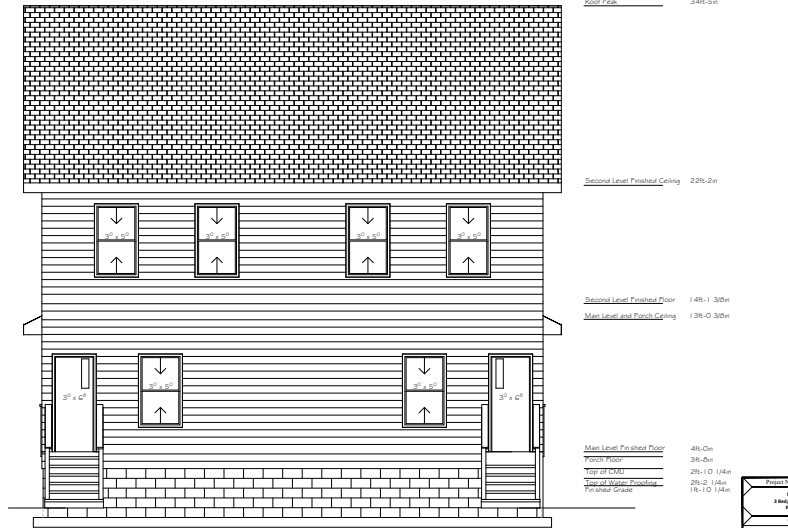 Roof Peak 34ft-5in
Second Level Finished Ceiling 22ft-2in
3⁰ x 5⁰ 3⁰ x 5⁰ 3⁰ x 5⁰ 3⁰ x 5⁰
Second Level Finished Floor 14ft-1 3/8in
Main Level and Porch Ceiling 13ft-0 3/8in
3⁰ x 6⁸ 3⁰ x 5⁰ 3⁰ x 5⁰ 3⁰ x 6⁸
Main Level Finished Floor 4ft-0in
Porch Floor 3ft-8in
Top of CMU 2ft-10 1/4in
Top of Water Proofing 2ft-2 1/4in
Finished Grade 1ft-10 1/4in
Project N
3 Bed